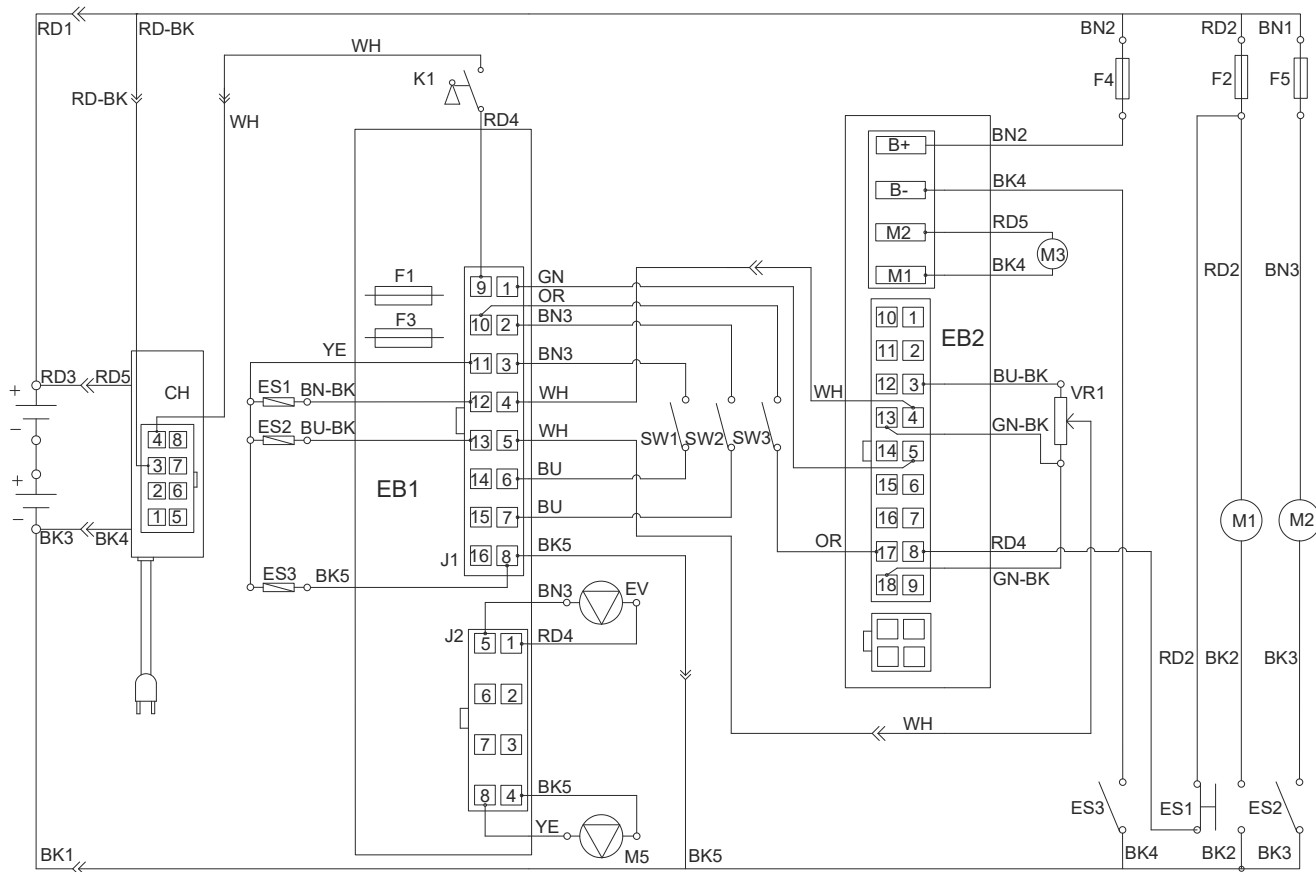 RD1 RD-BK BN2 RD2 BN1
WH
K1 F4 F2 F5
RD-BK
WH RD4
B+ BN2
B- BK4
M2 RD5
M3
M1 BK4
RD2 BN3
F1 9 1 GN
OR
10 2 BN3
F3
10 1
EB2
11 2
YE 11 3 BN3
12 3 BU-BK
VR1
RD3 RD5 CH
ES1 BN-BK 12 4 WH
WH 13 4
GN-BK
+
−
4 8
ES2 BU-BK 13 5 WH
SW1 SW2 SW3
14 5
3 7
+
−
2 6
EB1
14 6 BU
15 6
1 5
15 7 BU
16 7
M1 M2
BK3 BK4
J1 16 8 BK5
OR 17 8 RD4
ES3 BK5
18 9 GN-BK
BN3 EV
J2 5 1 RD4
RD2 BK2 BK3
6 2
WH
7 3
8 4 BK5
ES3 ES1 ES2
YE
M5
BK1 BK5 BK4 BK2 BK3